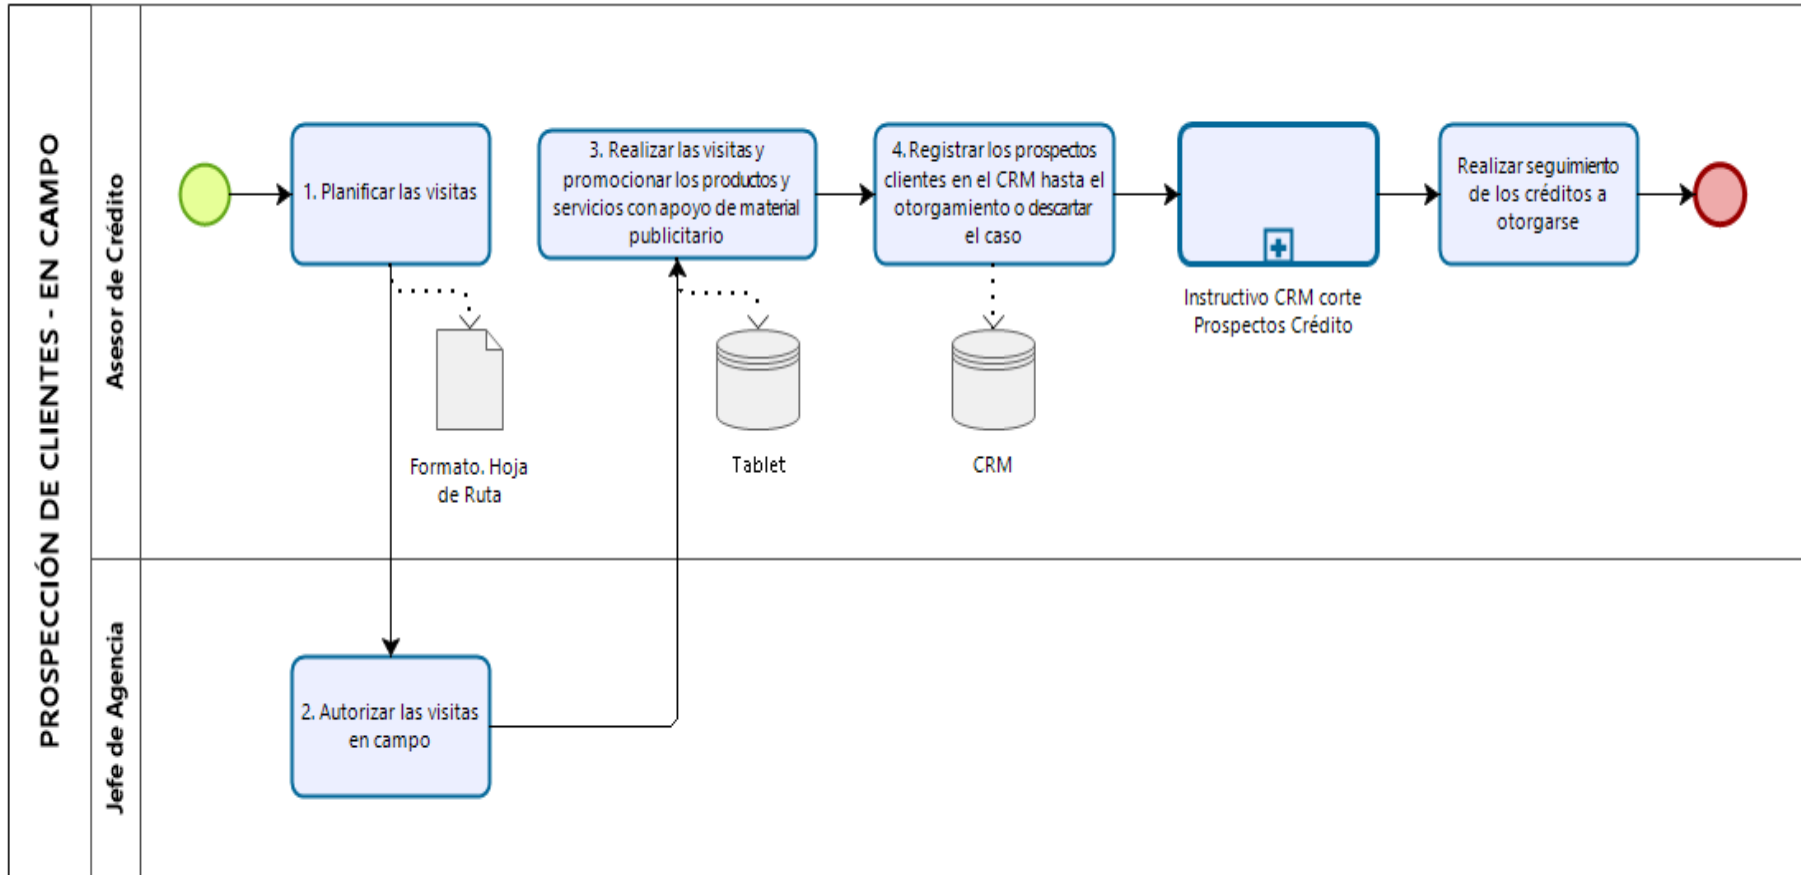 PROSPECCIÓN DE CLIENTES - EN CAMPO
Asesor de Crédito
1. Planificar las visitas
3. Realizar las visitas y
promocionar los productos y
servicios con apoyo de material
publicitario
4. Registrar los prospectos
clientes en el CRM hasta el
otorgamiento o descartar
el caso
Instructivo CRM corte
Prospectos Crédito
Realizar seguimiento
de los créditos a
otorgarse
Formato. Hoja
de Ruta
Tablet
CRM
Jefe de Agencia
2. Autorizar las visitas
en campo